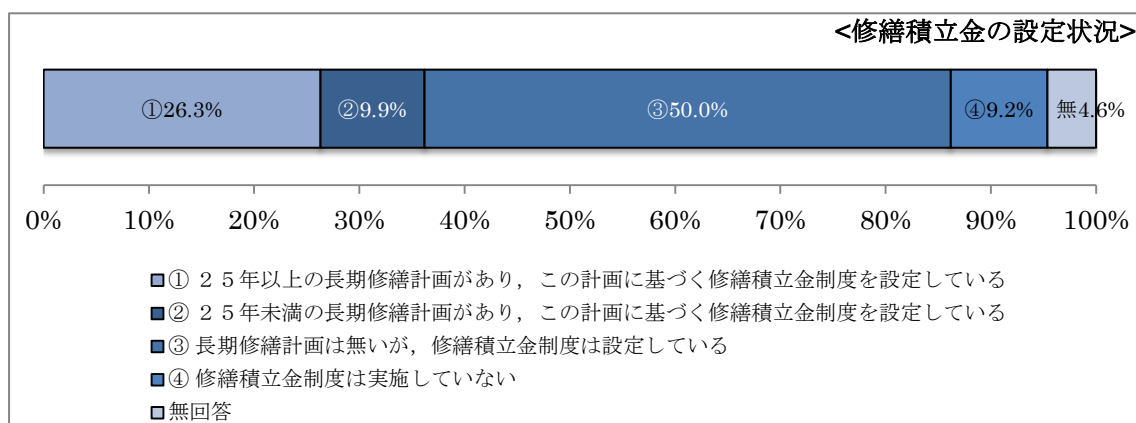 <修繕積立金の設定状況>
①26.3% ②9.9% ③50.0% ④9.2% 無4.6%
0% 10% 20% 30% 40% 50% 60% 70% 80% 90% 100%
① ２５年以上の長期修繕計画があり，この計画に基づく修繕積立金制度を設定している
② ２５年未満の長期修繕計画があり，この計画に基づく修繕積立金制度を設定している
③ 長期修繕計画は無いが，修繕積立金制度は設定している
④ 修繕積立金制度は実施していない
無回答